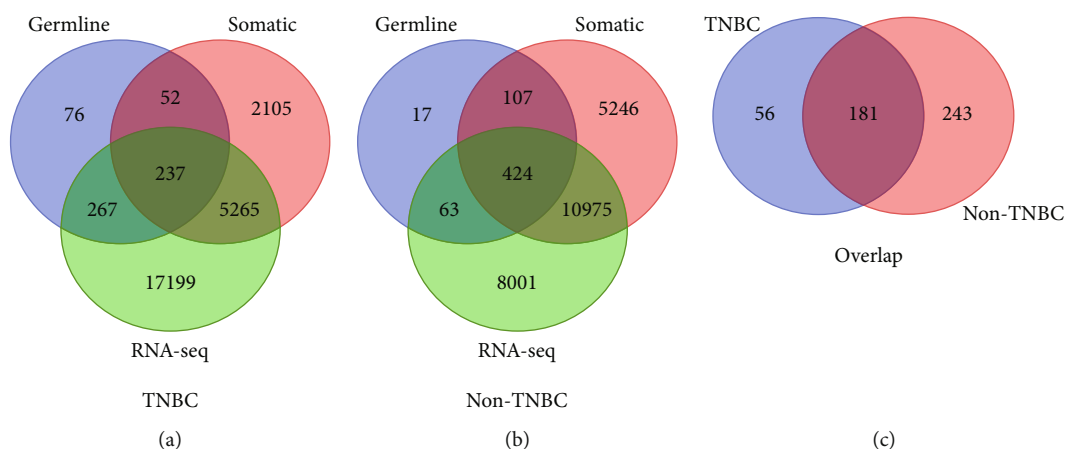 Germline Somatic
76 52 2105
237
267 5265
17199
RNA-seq
TNBC
(a)
Germline Somatic
17 107 5246
424
63 10975
8001
RNA-seq
Non-TNBC
(b)
TNBC
56 181 243
Non-TNBC
Overlap
(c)